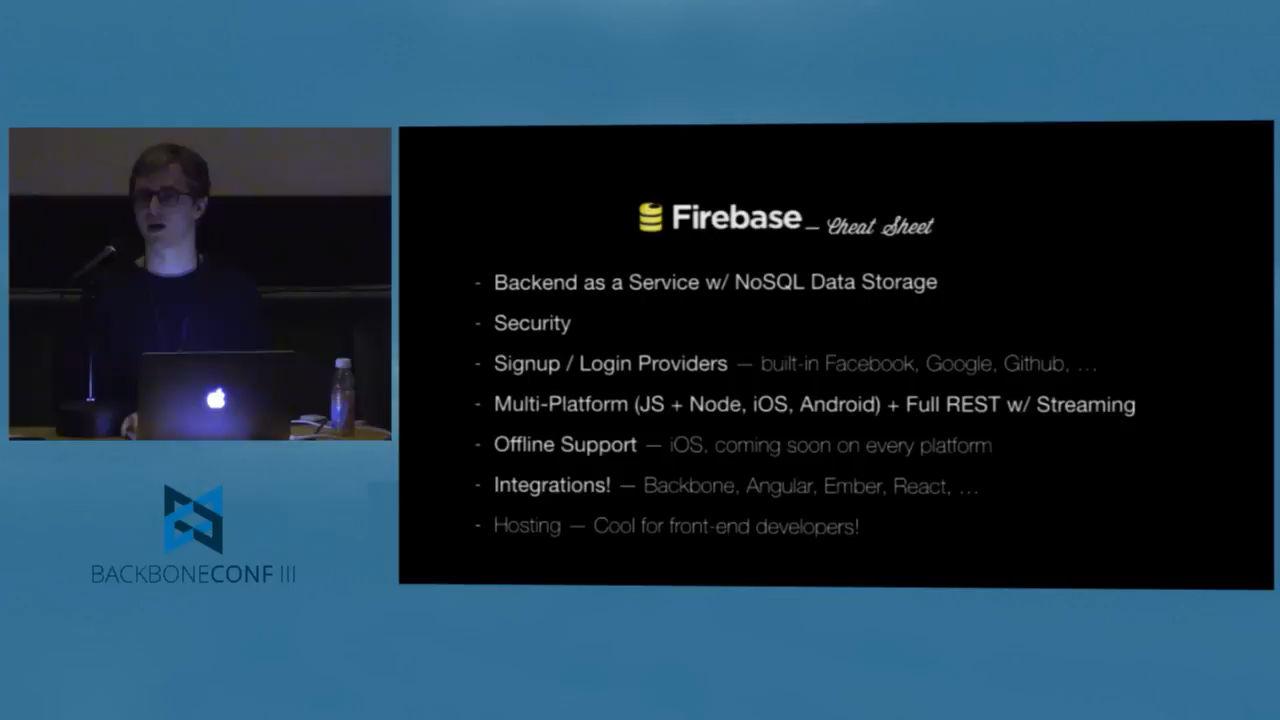 Firebase — Cheat Sheet
- Backend as a Service w/ NoSQL Data Storage
- Security
- Signup / Login Providers — built-in Facebook, Google, Github, …
- Multi-Platform (JS + Node, iOS, Android) + Full REST w/ Streaming
- Offline Support — iOS, coming soon on every platform
- Integrations! — Backbone, Angular, Ember, React, …
- Hosting — Cool for front-end developers!
BACKBONECONF III